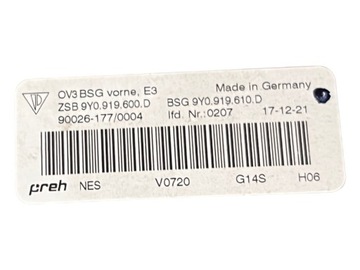 OV3 BSG vorne, E3 Made in Germany
ZSB 9Y0.919.600.D BSG 9Y0.919.610.D
90026-177/0004 lfd. Nr.:0207 17-12-21
preh NES V0720 G14S H06